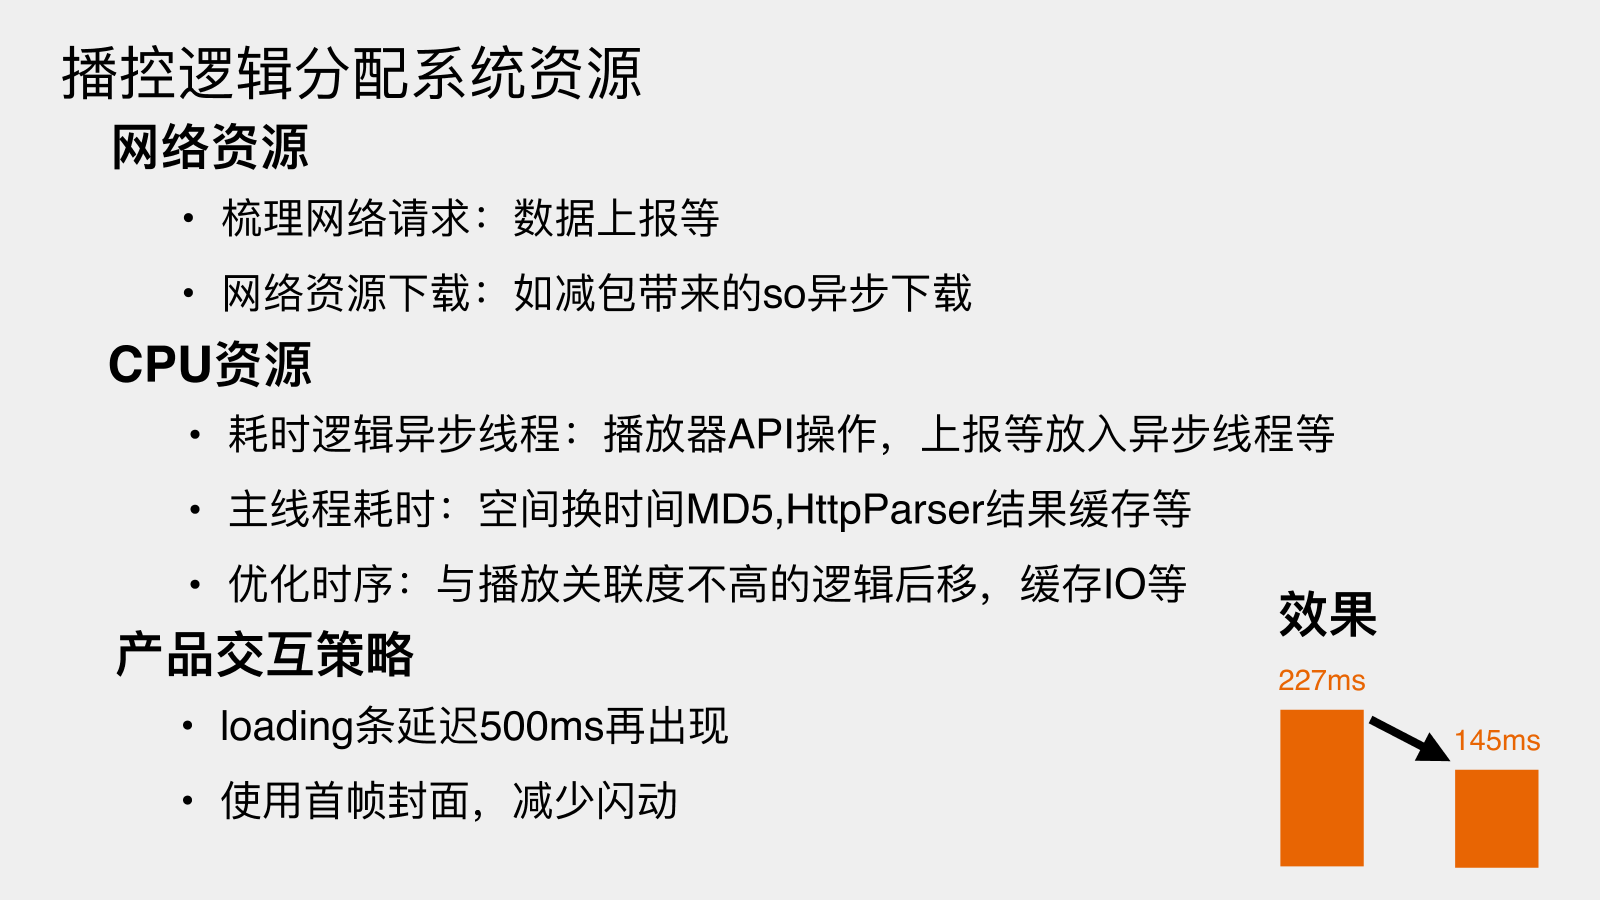 播控逻辑分配系统资源
网络资源
• 梳理网络请求：数据上报等
• 网络资源下载：如减包带来的so异步下载
CPU资源
• 耗时逻辑异步线程：播放器API操作，上报等放入异步线程等
• 主线程耗时：空间换时间MD5,HttpParser结果缓存等
• 优化时序：与播放关联度不高的逻辑后移，缓存IO等
产品交互策略
• loading条延迟500ms再出现
• 使用首帧封面，减少闪动
效果
227ms
145ms